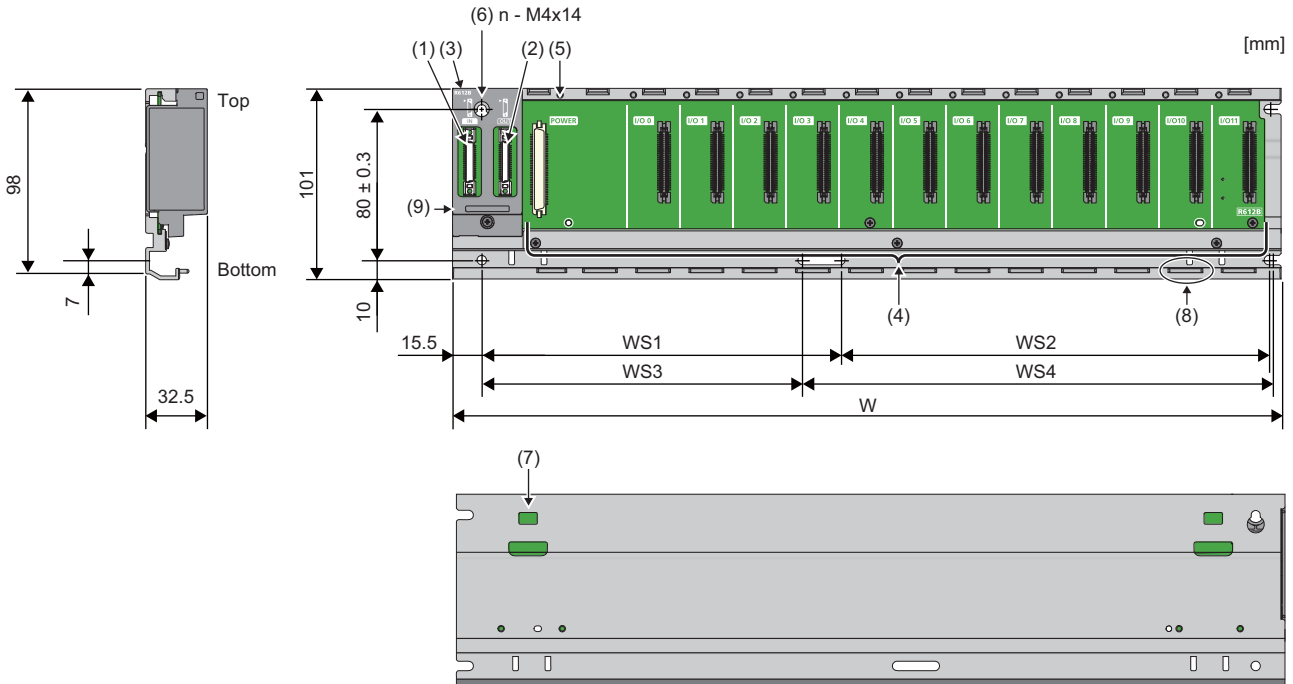 (6) n - M4x14
(1) (3)
(2) (5)
[mm]
Top
Bottom
98
7
32.5
101
80 ± 0.3
10
(9)
R612B
IN
POWER
I/O 0
I/O 1
I/O 2
I/O 3
I/O 4
I/O 5
I/O 6
I/O 7
I/O 8
I/O 9
I/O10
I/O11
R612B
(4)
(8)
15.5
WS1
WS2
WS3
WS4
W
(7)